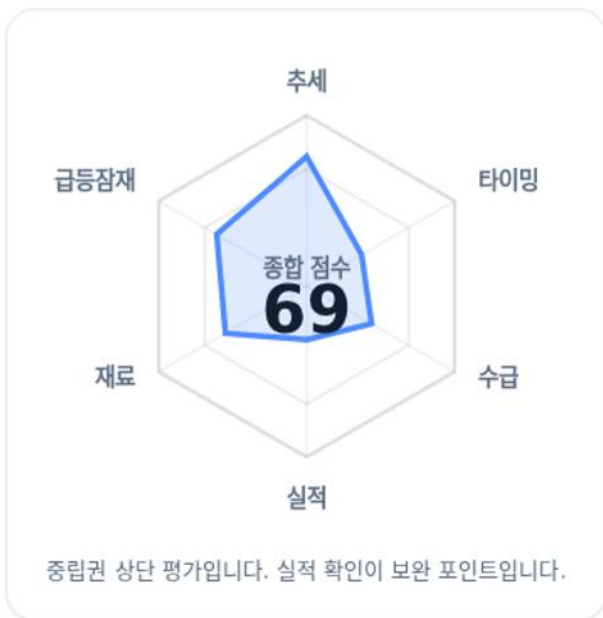 추세
급등잠재
타이밍
종합 점수
69
재료
수급
실적
중립권 상단 평가입니다. 실적 확인이 보완 포인트입니다.